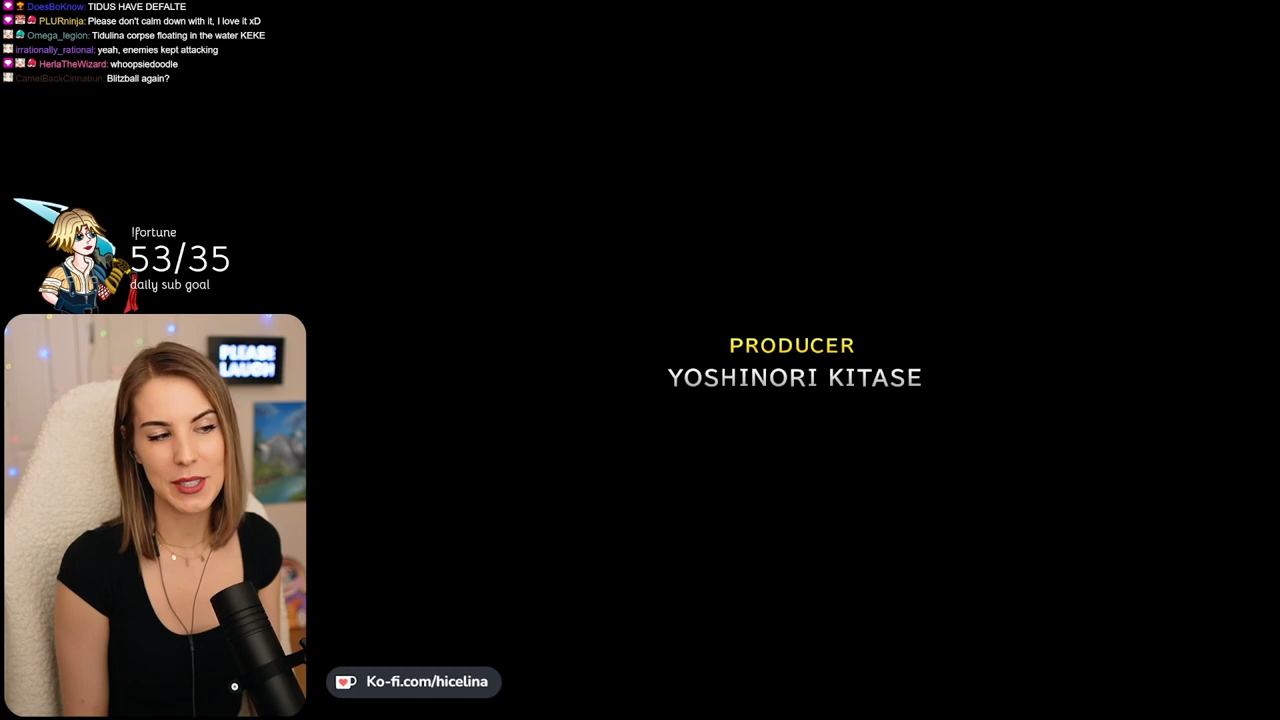 DoesBoKnow: TIDUS HAVE DEFALTE
PLURninja: Please don't calm down with it, I love it xD
Omega_legion: Tidulina corpse floating in the water KEKE
irrationally_rational: yeah, enemies kept attacking
HerlaTheWizard: whoopsiedoodle
CamelBackCinnabun: Blitzball again?
!fortune
53/35
daily sub goal
PLEASE
LAUGH
PRODUCER
YOSHINORI KITASE
Ko-fi.com/hicelina